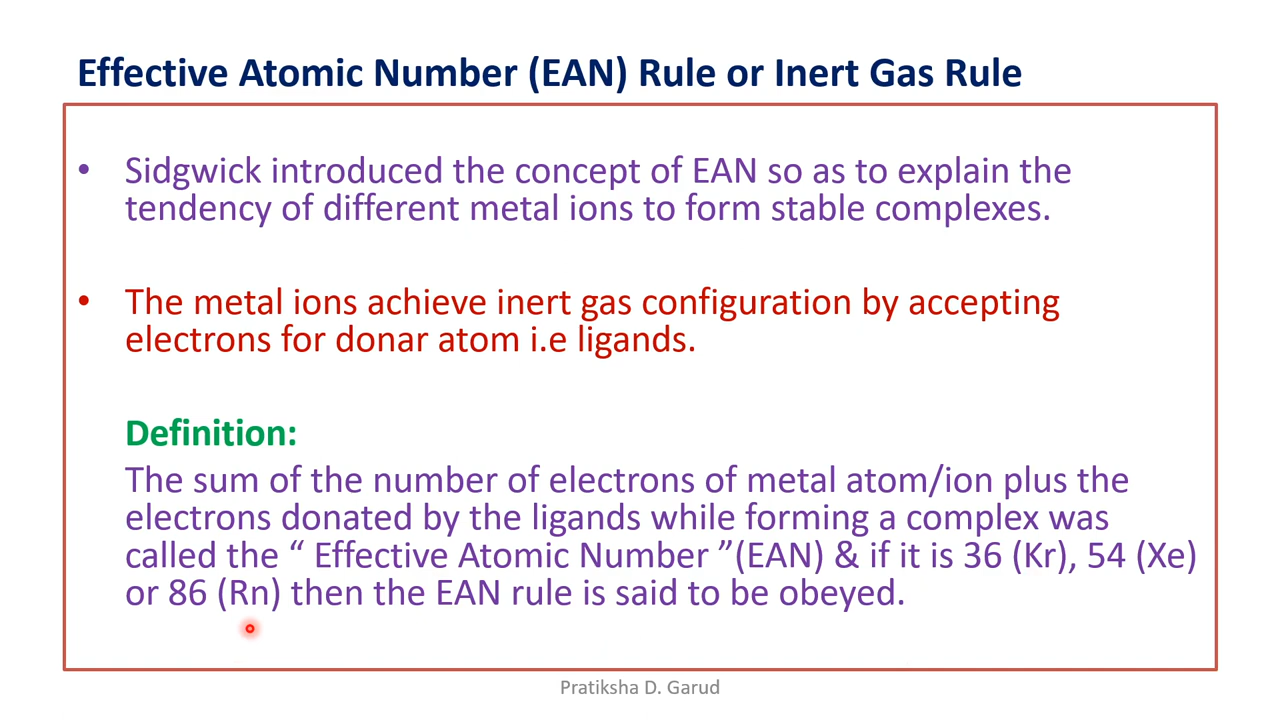 Effective Atomic Number (EAN) Rule or Inert Gas Rule
• Sidgwick introduced the concept of EAN so as to explain the
tendency of different metal ions to form stable complexes.
• The metal ions achieve inert gas configuration by accepting
electrons for donar atom i.e ligands.
Definition:
The sum of the number of electrons of metal atom/ion plus the
electrons donated by the ligands while forming a complex was
called the “ Effective Atomic Number ”(EAN) & if it is 36 (Kr), 54 (Xe)
or 86 (Rn) then the EAN rule is said to be obeyed.
Pratiksha D. Garud